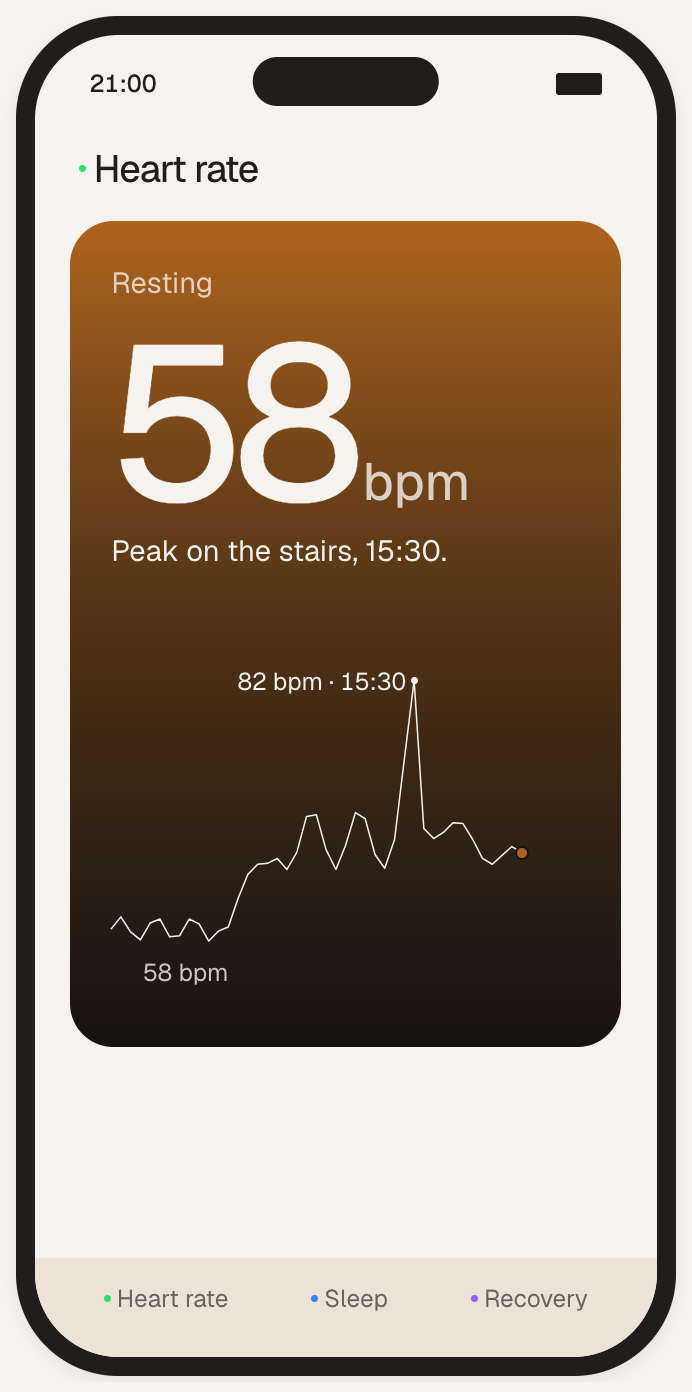 21:00
Heart rate
Resting
58 bpm
Peak on the stairs, 15:30.
82 bpm · 15:30
58 bpm
Heart rate
Sleep
Recovery